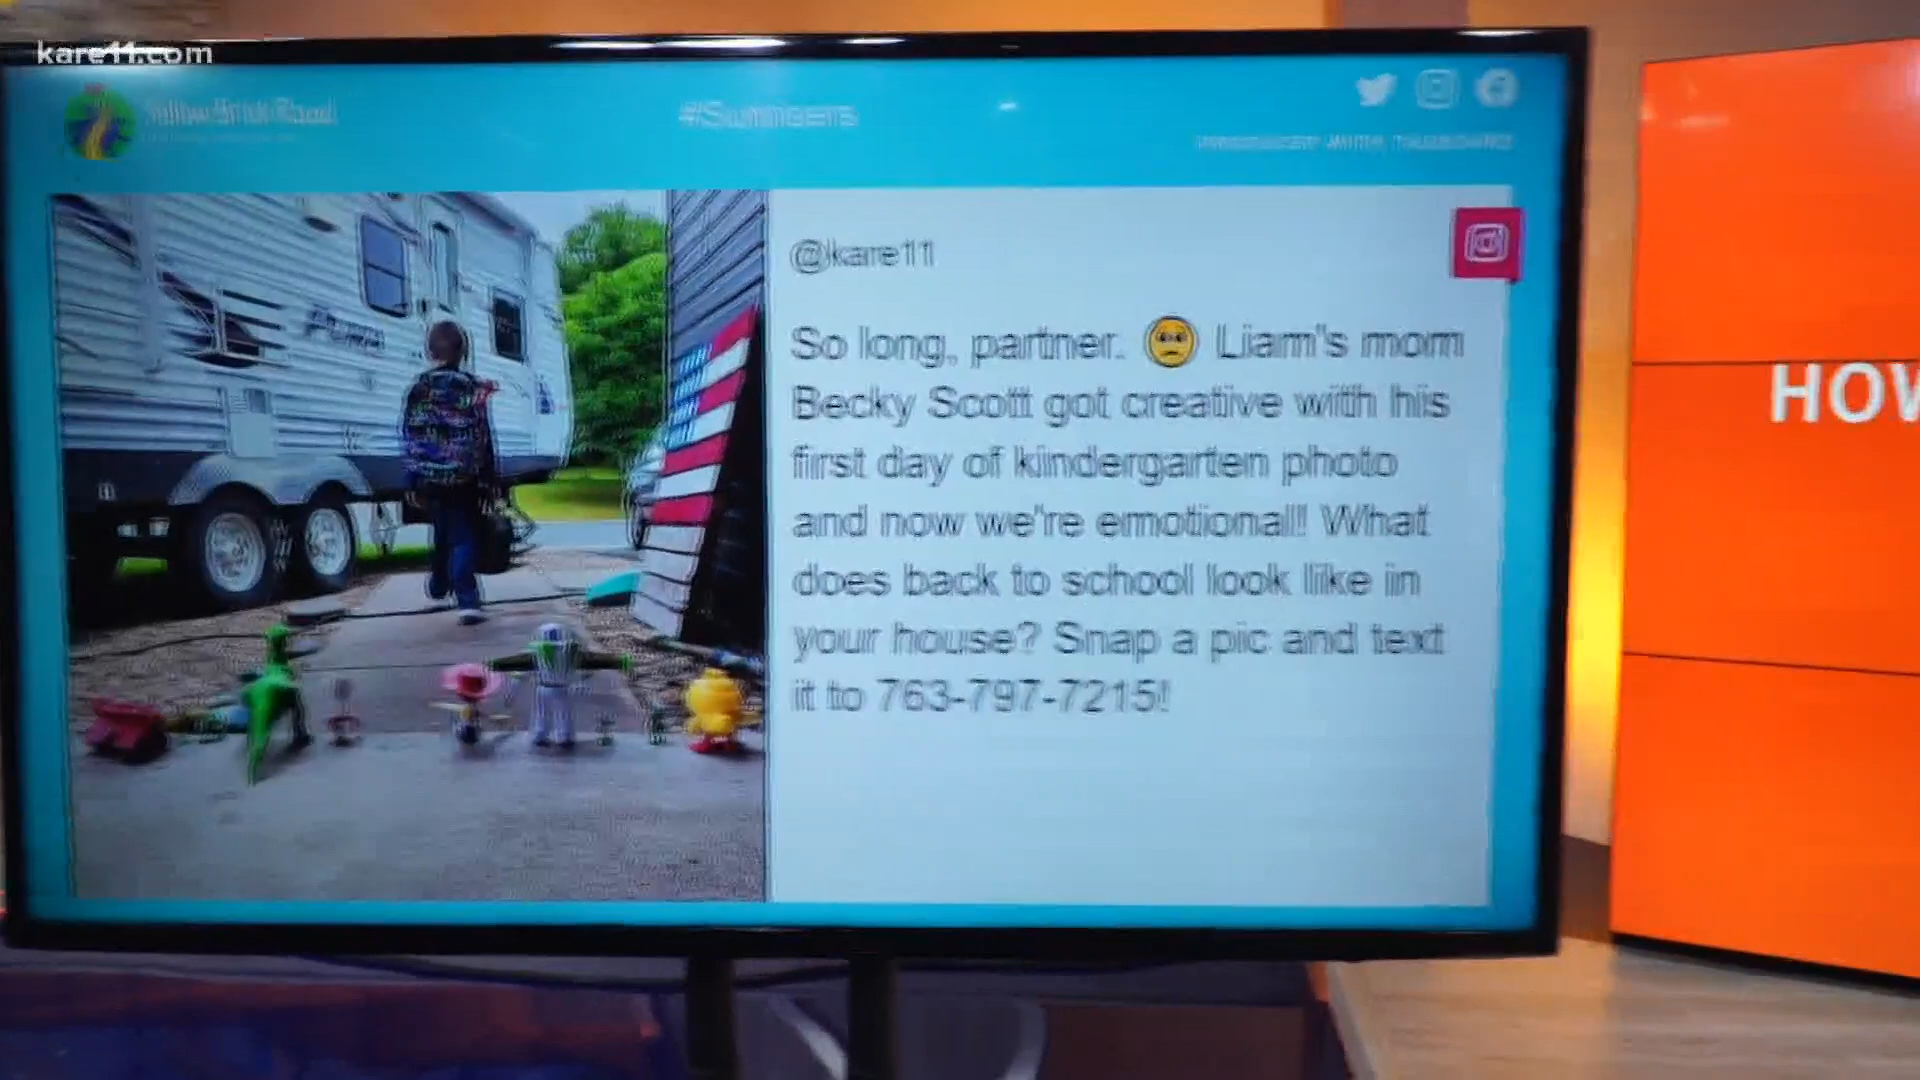 kare11.com
#Sunrisers
@kare11
So long, partner. 🥺 Liam's mom
Becky Scott got creative with his
first day of kindergarten photo
and now we're emotional! What
does back to school look like in
your house? Snap a pic and text
it to 763-797-7215!
HOW